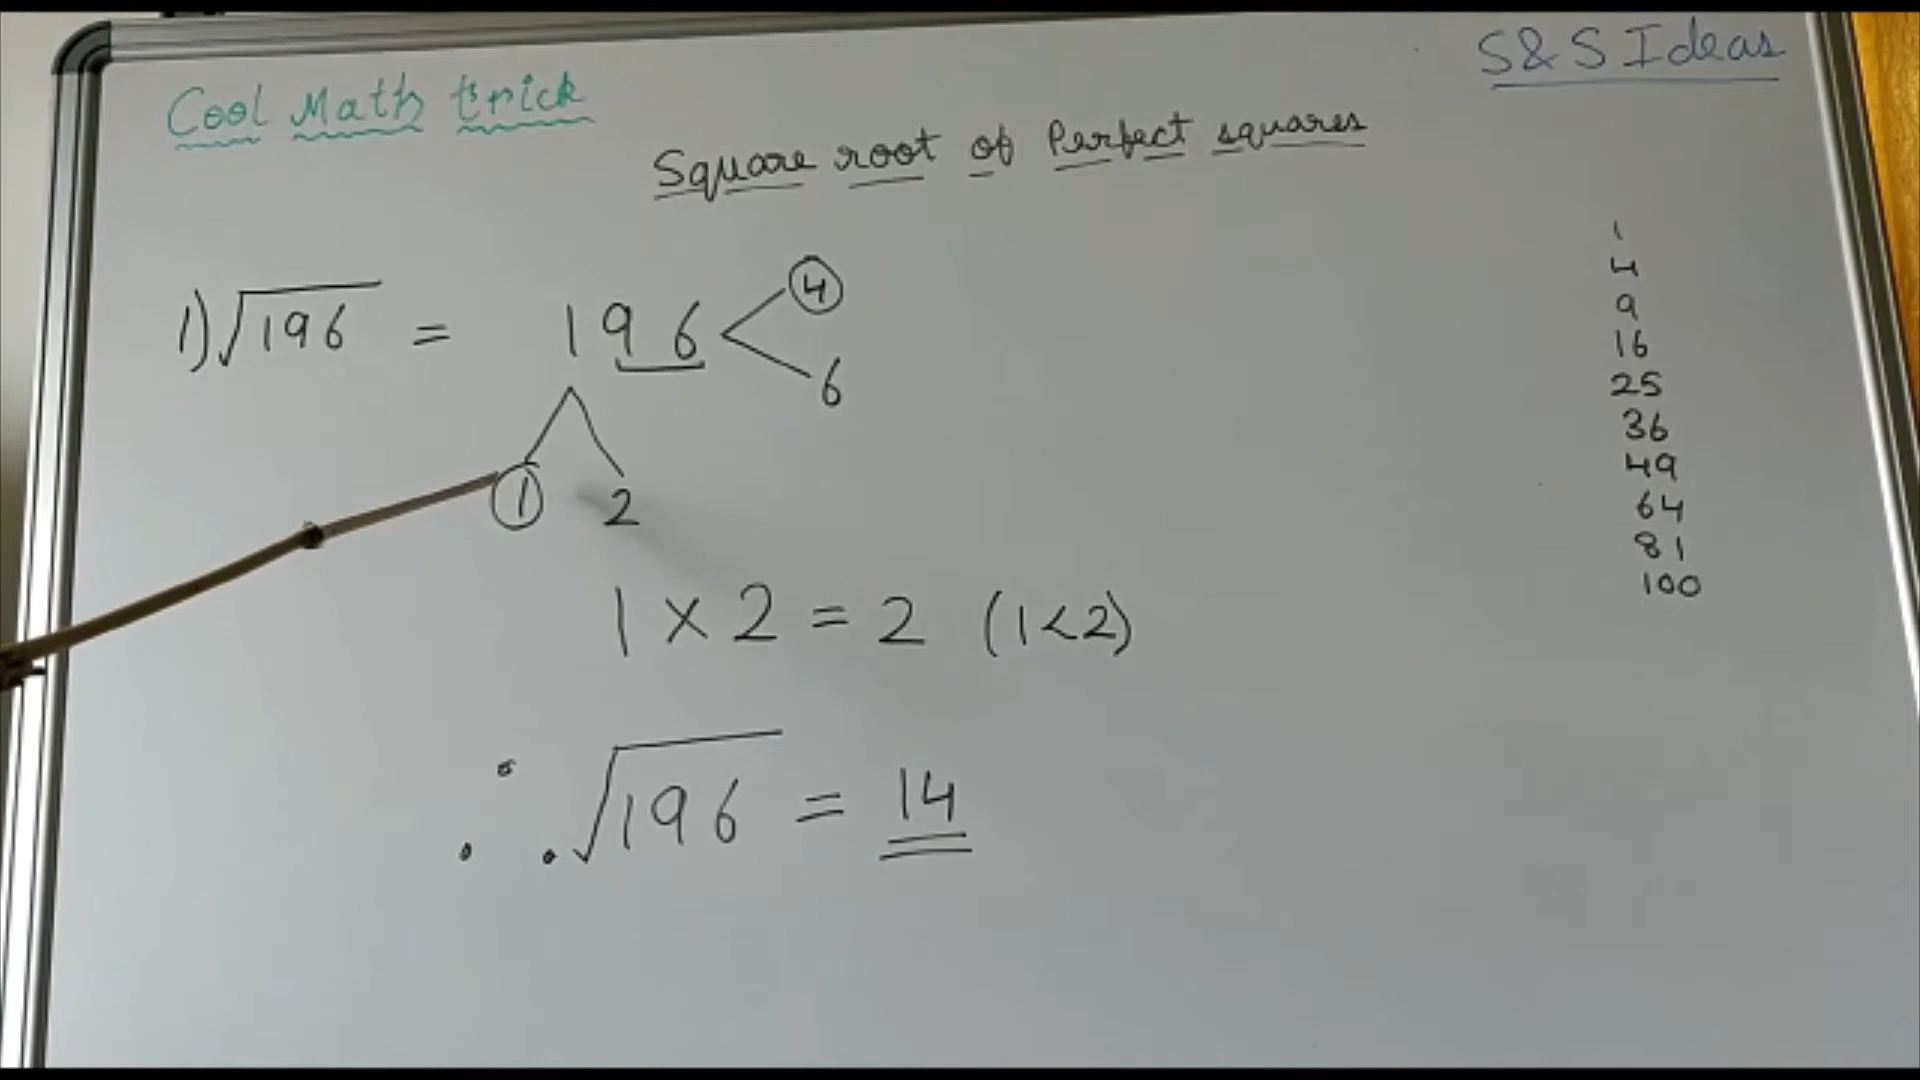 S&S Ideas
Cool Math trick
Square root of Perfect squares
1) √196 = 196 < 4
6
1 2
1 × 2 = 2 (1<2)
∴ √196 = 14
1
4
9
16
25
36
49
64
81
100